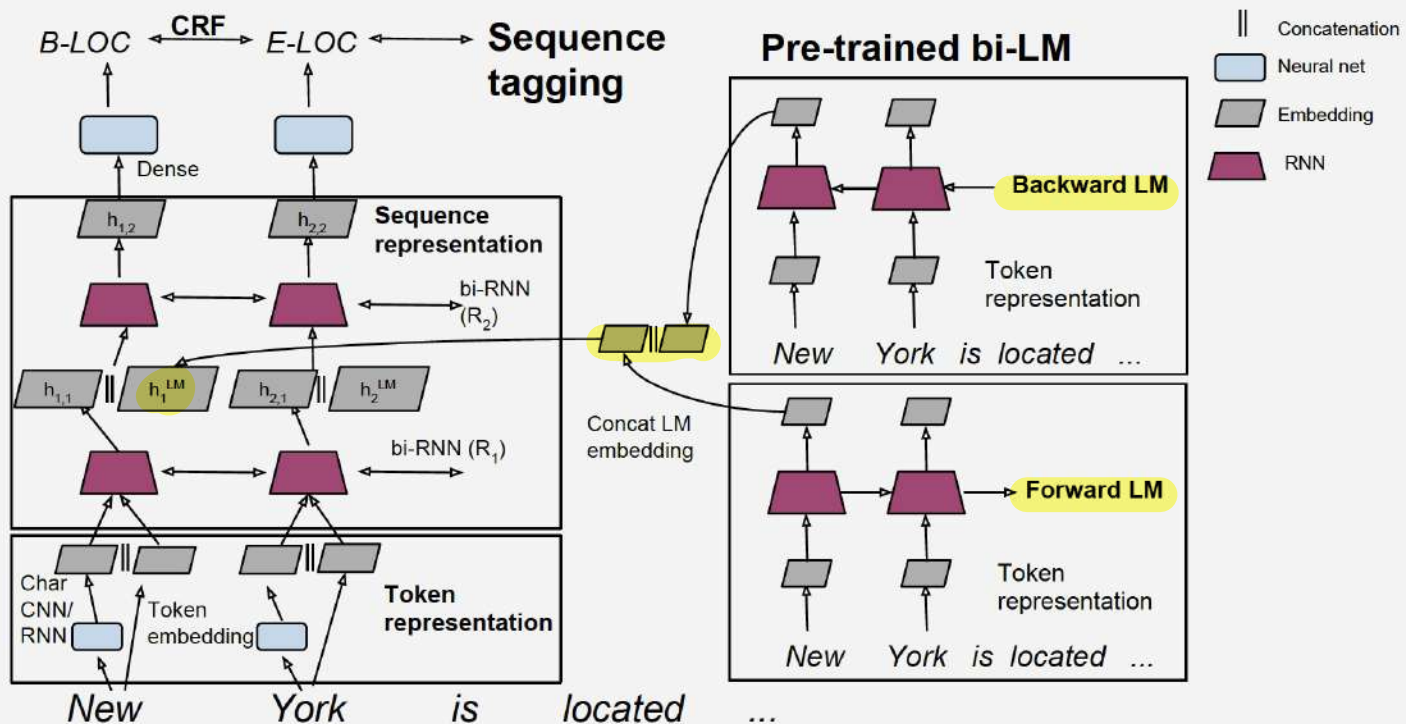 B-LOC
CRF
E-LOC
Sequence
tagging
Dense
h1,2
h2,2
Sequence
representation
bi-RNN
(R2)
h1,1
||
h1LM
h2,1
||
h2LM
bi-RNN (R1)
||
||
Char
CNN/
RNN
Token
embedding
Token
representation
New York is located ...
||
Concat LM
embedding
Pre-trained bi-LM
Backward LM
Token
representation
New York is located ...
Forward LM
Token
representation
New York is located ...
|| Concatenation
Neural net
Embedding
RNN